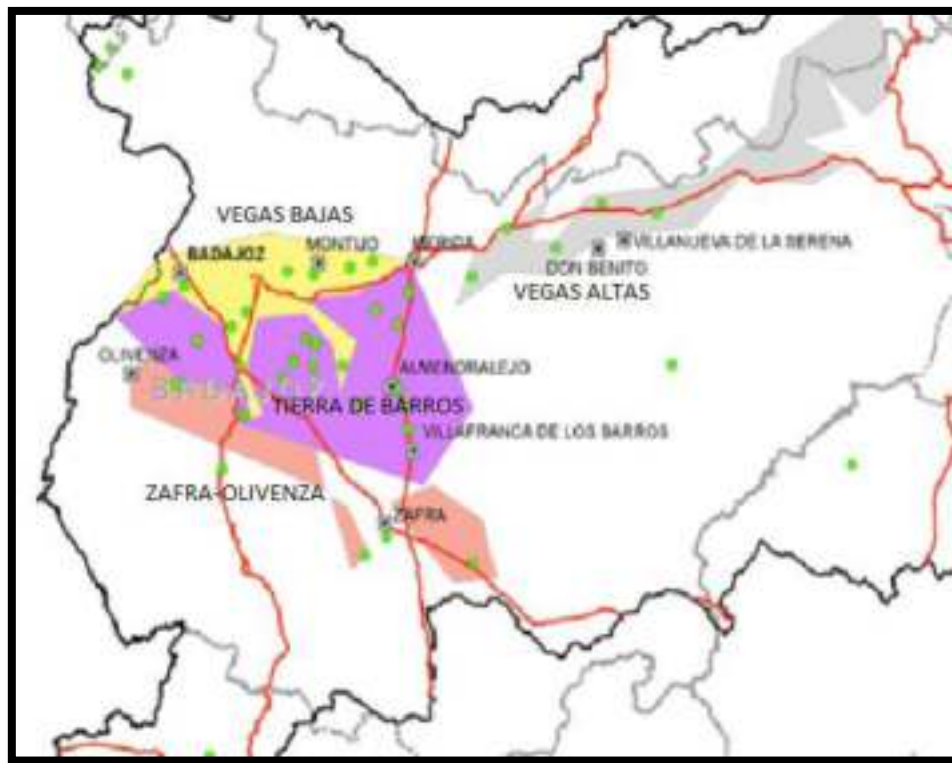 VEGAS BAJAS
BADAJOZ
MONTIJO
MERIDA
VILLANUEVA DE LA SERENA
DON BENITO
VEGAS ALTAS
OLIVENZA
ALMENDRALEJO
BADAJOZ
TIERRA DE BARROS
VILLAFRANCA DE LOS BARROS
ZAFRA-OLIVENZA
ZAFRA